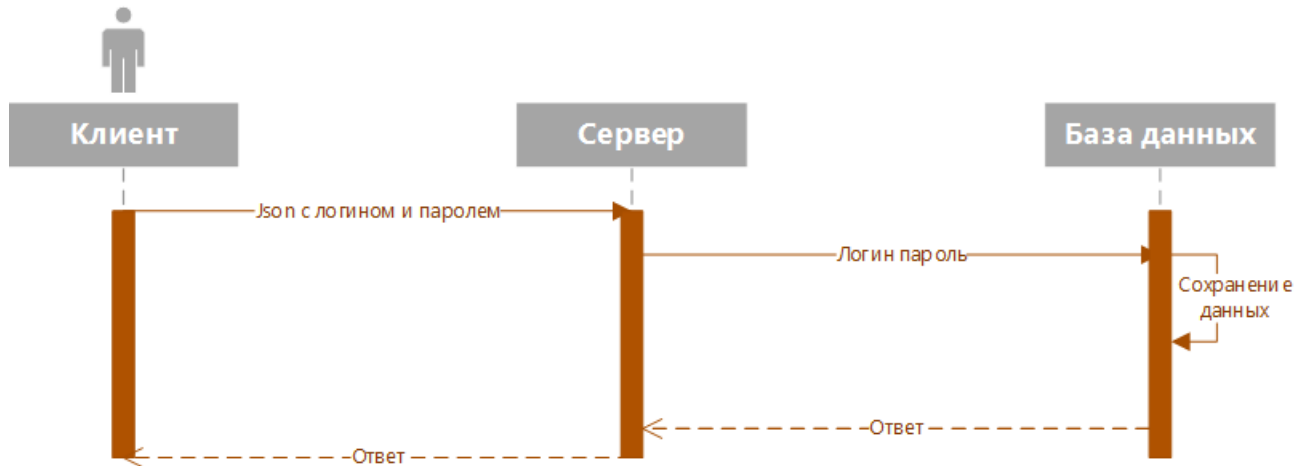 Клиент
Сервер
База данных
Json с логином и паролем
Логин пароль
Сохранение
данных
Ответ
Ответ